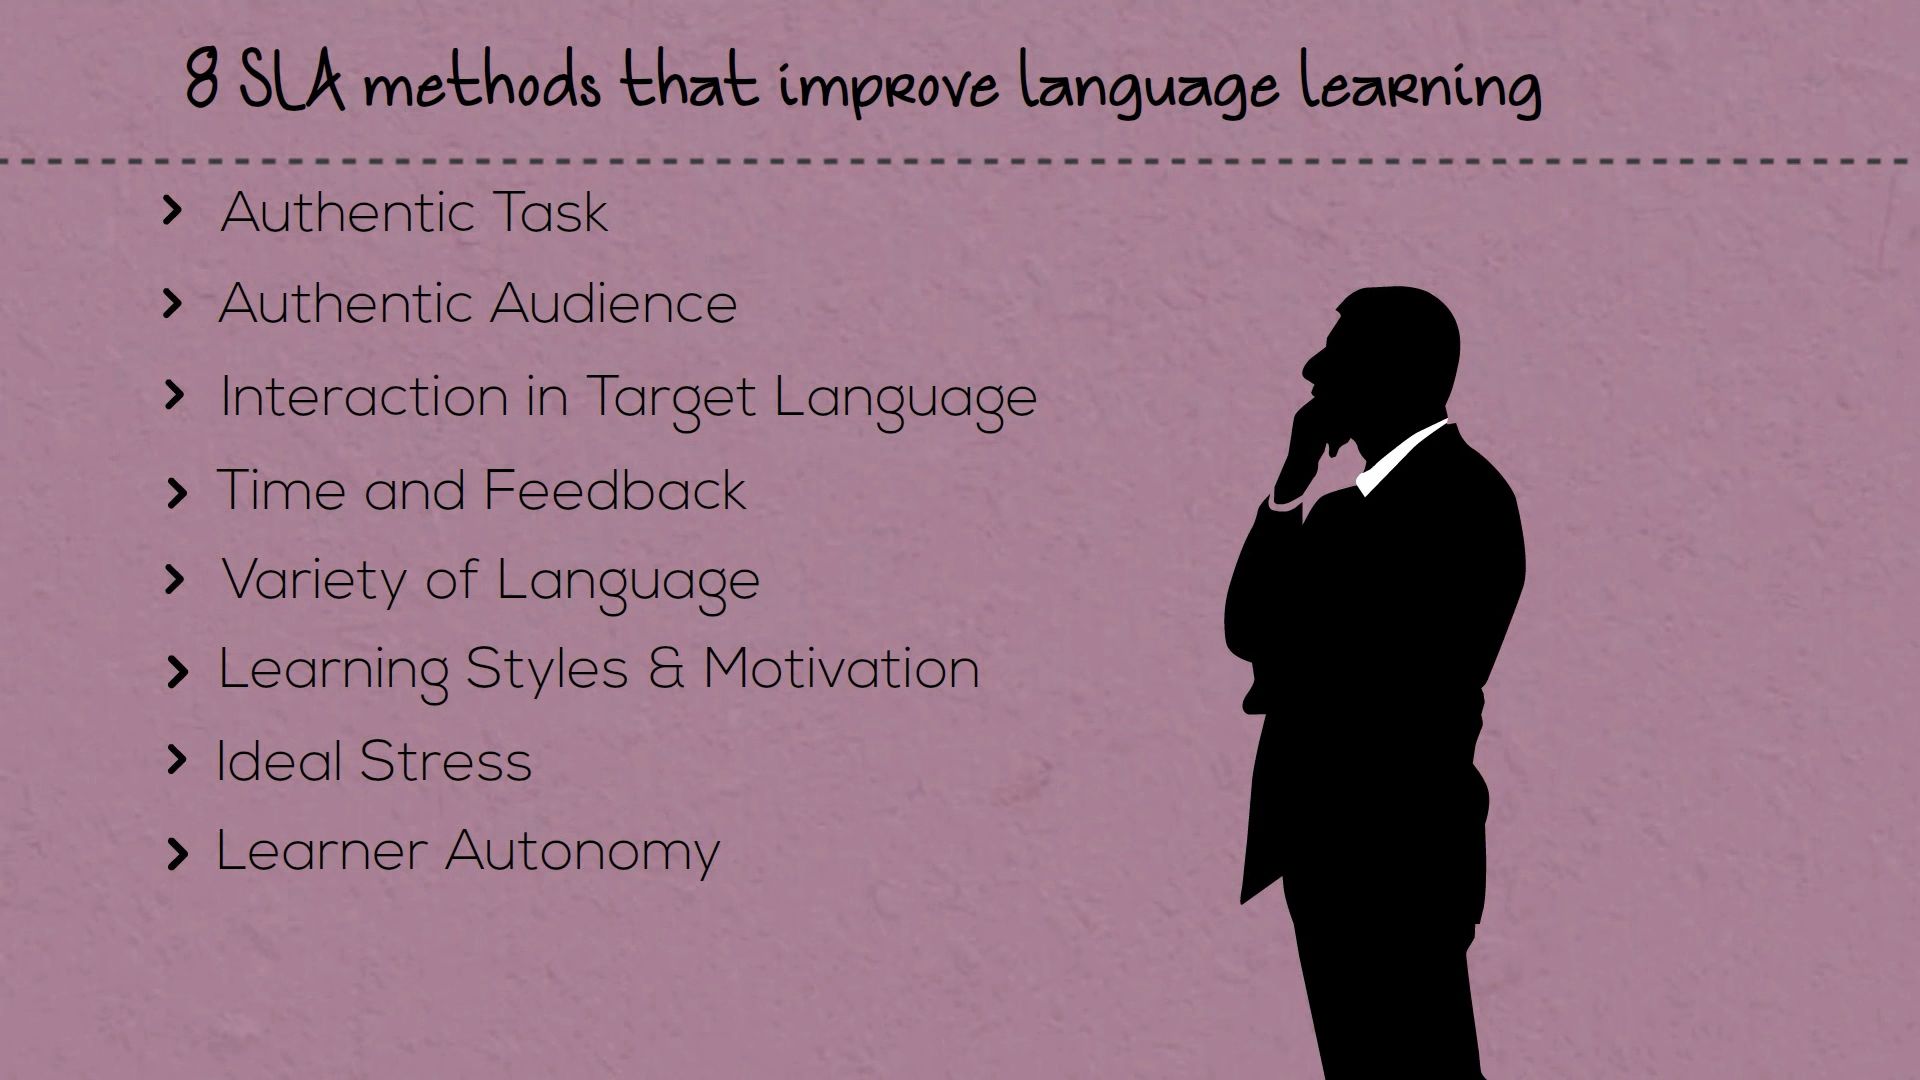 8 SLA methods that improve language learning
Authentic Task
Authentic Audience
Interaction in Target Language
Time and Feedback
Variety of Language
Learning Styles & Motivation
Ideal Stress
Learner Autonomy